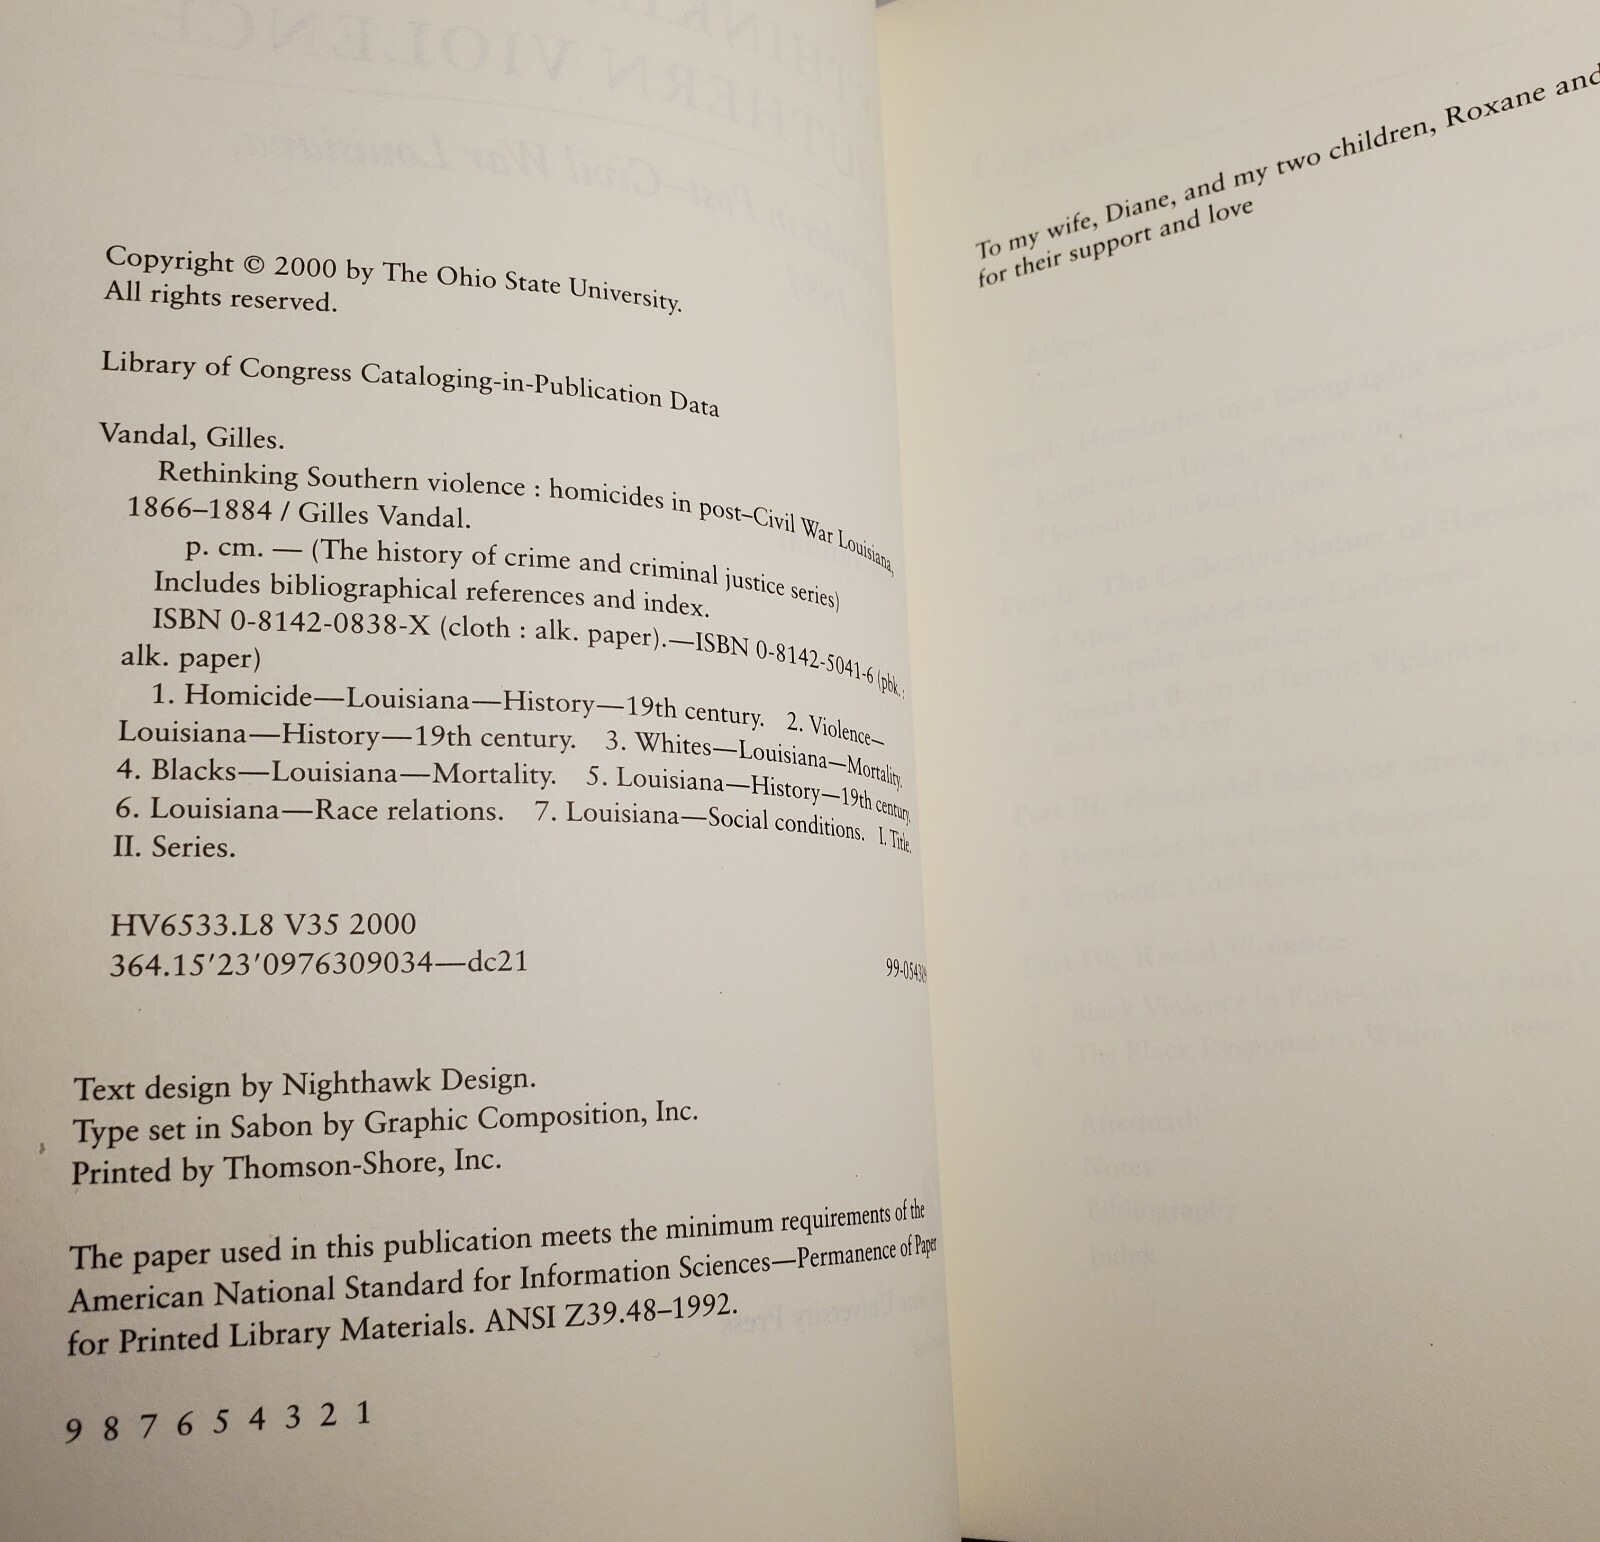 Copyright © 2000 by The Ohio State University.
All rights reserved.
Library of Congress Cataloging-in-Publication Data
Vandal, Gilles.
Rethinking Southern violence : homicides in post–Civil War Louisiana,
1866–1884 / Gilles Vandal.
p. cm. — (The history of crime and criminal justice series)
Includes bibliographical references and index.
ISBN 0-8142-0838-X (cloth : alk. paper).—ISBN 0-8142-5041-6 (pbk. :
alk. paper)
1. Homicide—Louisiana—History—19th century. 2. Violence—
Louisiana—History—19th century. 3. Whites—Louisiana—Mortality.
4. Blacks—Louisiana—Mortality. 5. Louisiana—History—19th century.
6. Louisiana—Race relations. 7. Louisiana—Social conditions. I. Title.
II. Series.
HV6533.L8 V35 2000
364.15′23′0976309034—dc21
Text design by Nighthawk Design.
Type set in Sabon by Graphic Composition, Inc.
Printed by Thomson-Shore, Inc.
The paper used in this publication meets the minimum requirements of the
American National Standard for Information Sciences—Permanence of Paper
for Printed Library Materials. ANSI Z39.48–1992.
9 8 7 6 5 4 3 2 1
To my wife, Diane, and my two children, Roxane and
for their support and love